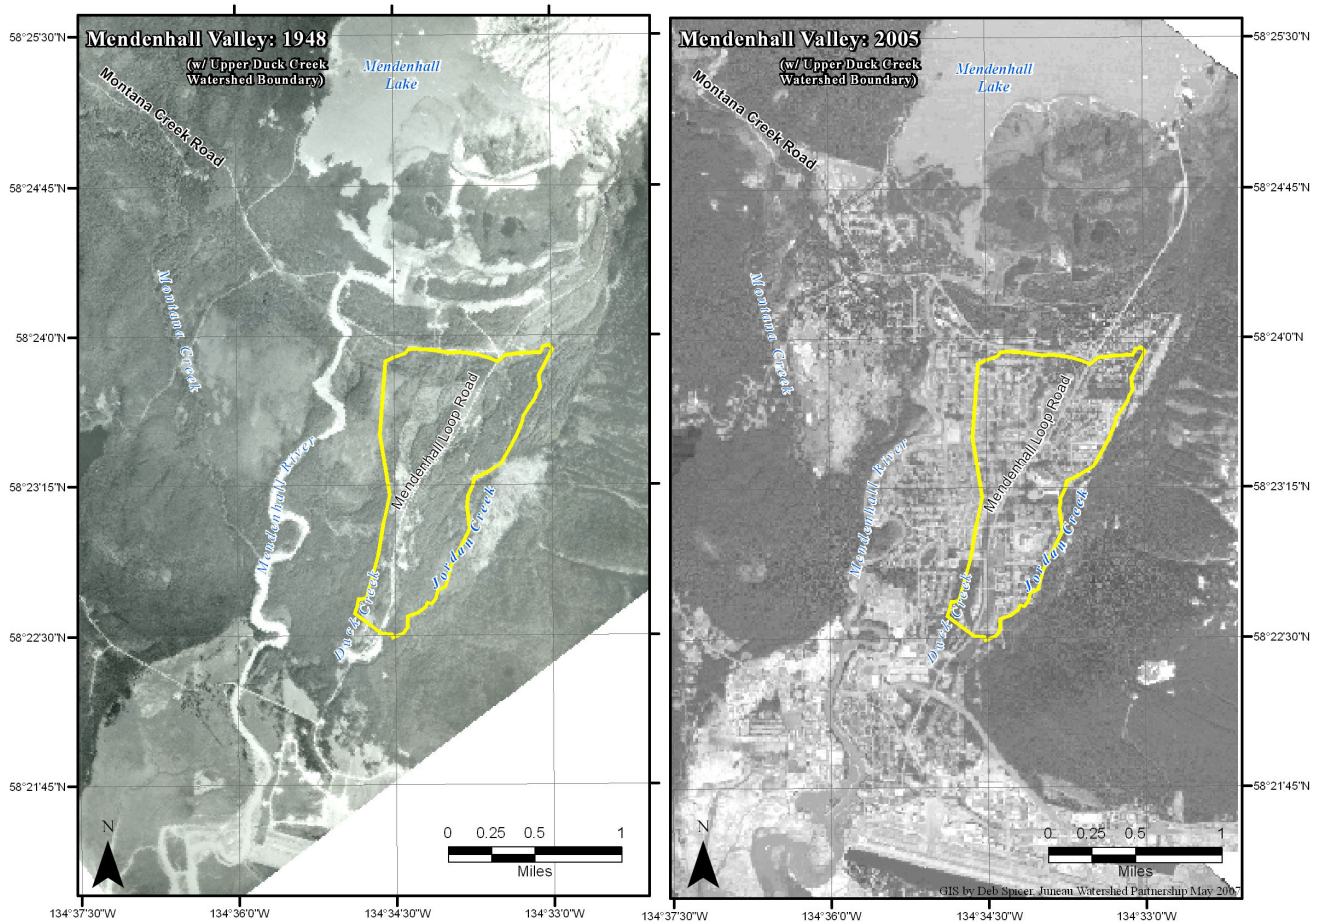 Mendenhall Valley: 1948
(w/ Upper Duck Creek
Watershed Boundary)
Mendenhall
Lake
Montana Creek Road
Montana Creek
Mendenhall River
Mendenhall Loop Road
Jordan Creek
Duck Creek
N
0 0.25 0.5 1
Miles
58°25'30"N
58°24'45"N
58°24'0"N
58°23'15"N
58°22'30"N
58°21'45"N
134°37'30"W
134°36'0"W
134°34'30"W
134°33'0"W
Mendenhall Valley: 2005
(w/ Upper Duck Creek
Watershed Boundary)
Mendenhall
Lake
Montana Creek Road
Montana Creek
Mendenhall River
Mendenhall Loop Road
Jordan Creek
Duck Creek
N
0 0.25 0.5 1
Miles
GIS by Deb Spicer, Juneau Watershed Partnership May 2007
58°25'30"N
58°24'45"N
58°24'0"N
58°23'15"N
58°22'30"N
58°21'45"N
134°37'30"W
134°36'0"W
134°34'30"W
134°33'0"W